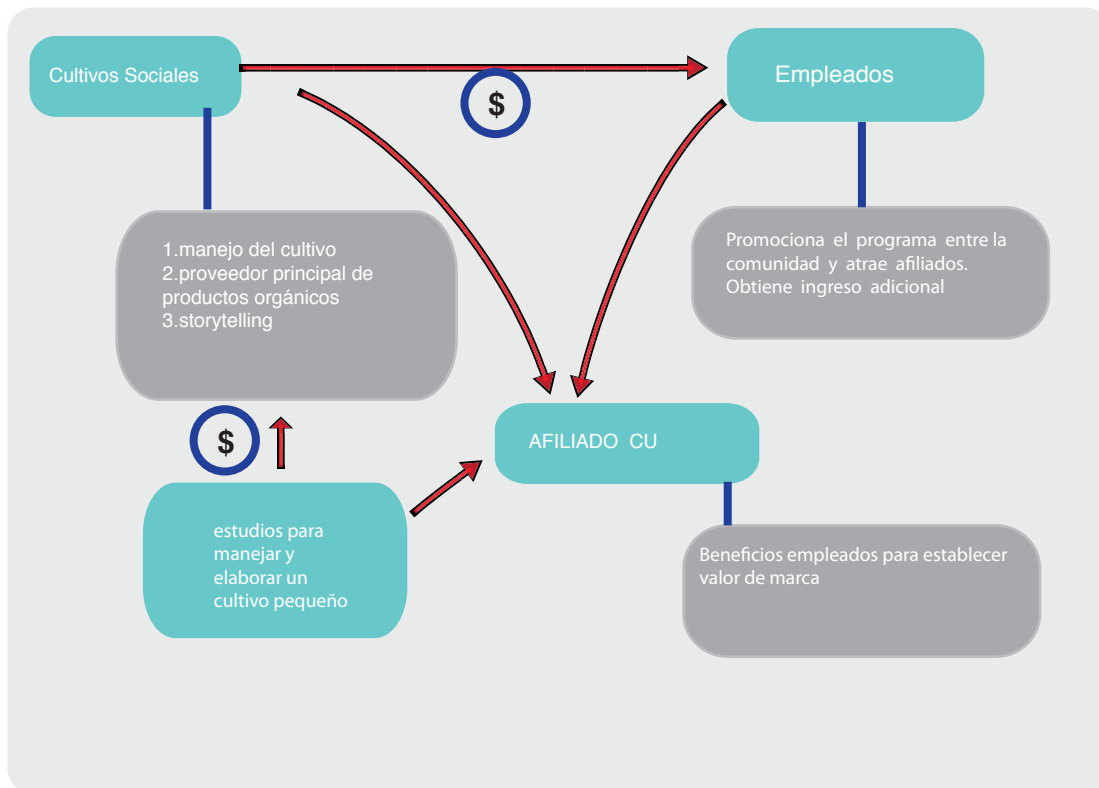 Cultivos Sociales
$
Empleados
1.manejo del cultivo
2.proveedor principal de
productos orgánicos
3.storytelling
Promociona el programa entre la
comunidad y atrae afiliados.
Obtiene ingreso adicional
$
AFILIADO CU
estudios para
manejar y
elaborar un
cultivo pequeño
Beneficios empleados para establecer
valor de marca